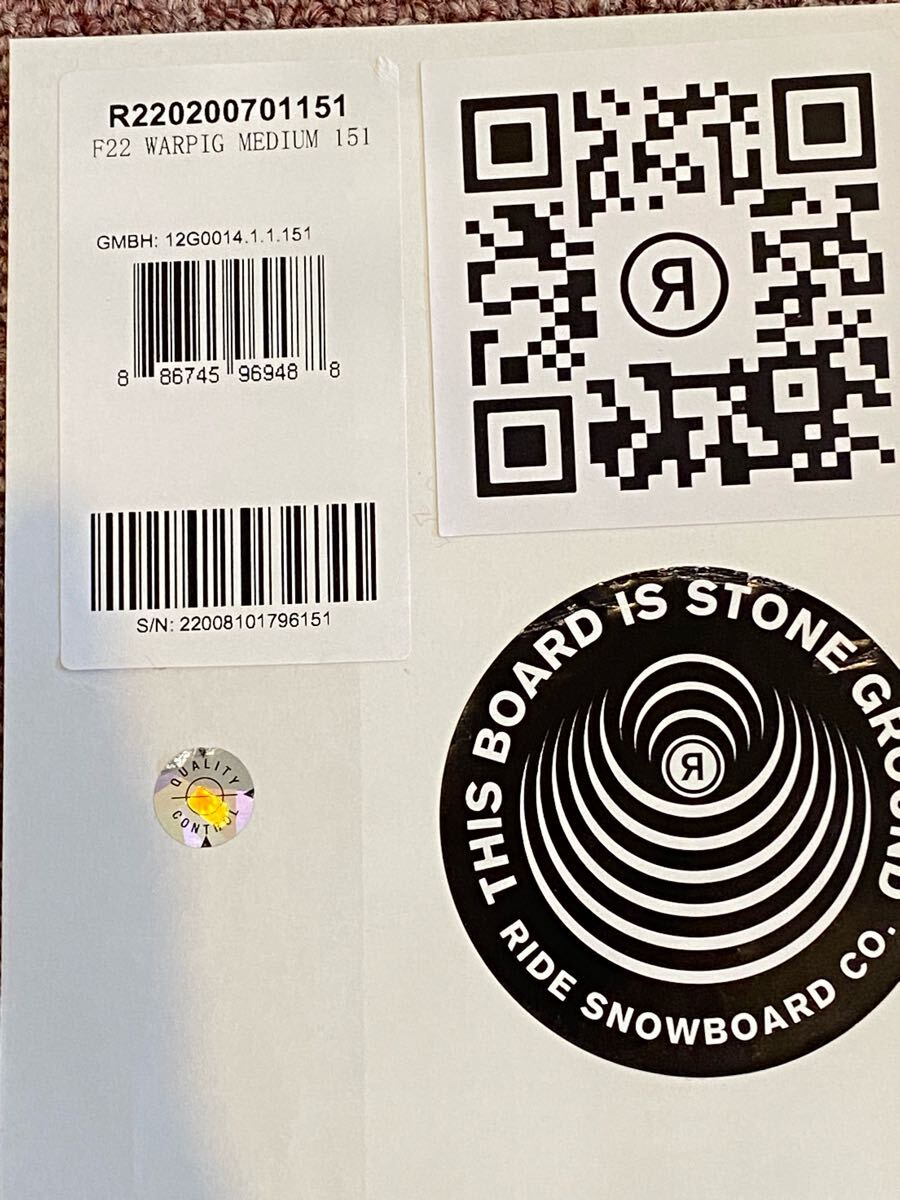 R220200701151
F22 WARPIG MEDIUM 151
GMBH: 12G0014.1.1.151
8 86745 96948 8
S/N: 22008101796151
QUALITY
CONTROL
R
THIS BOARD IS STONE GROUND
R
RIDE SNOWBOARD CO.